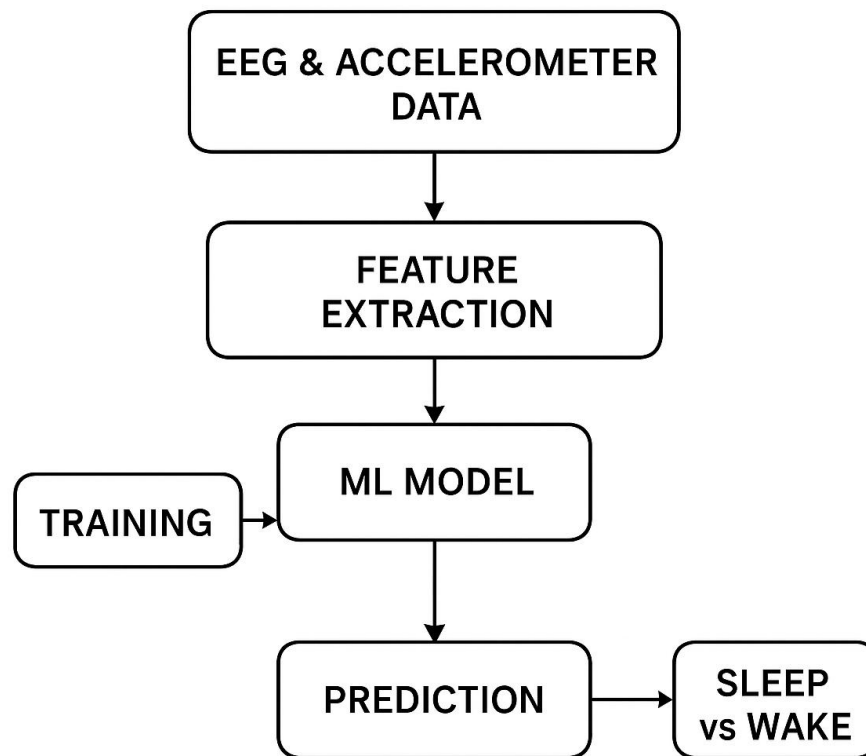 EEG & ACCELEROMETER
DATA
FEATURE
EXTRACTION
ML MODEL
TRAINING
PREDICTION
SLEEP
vs WAKE